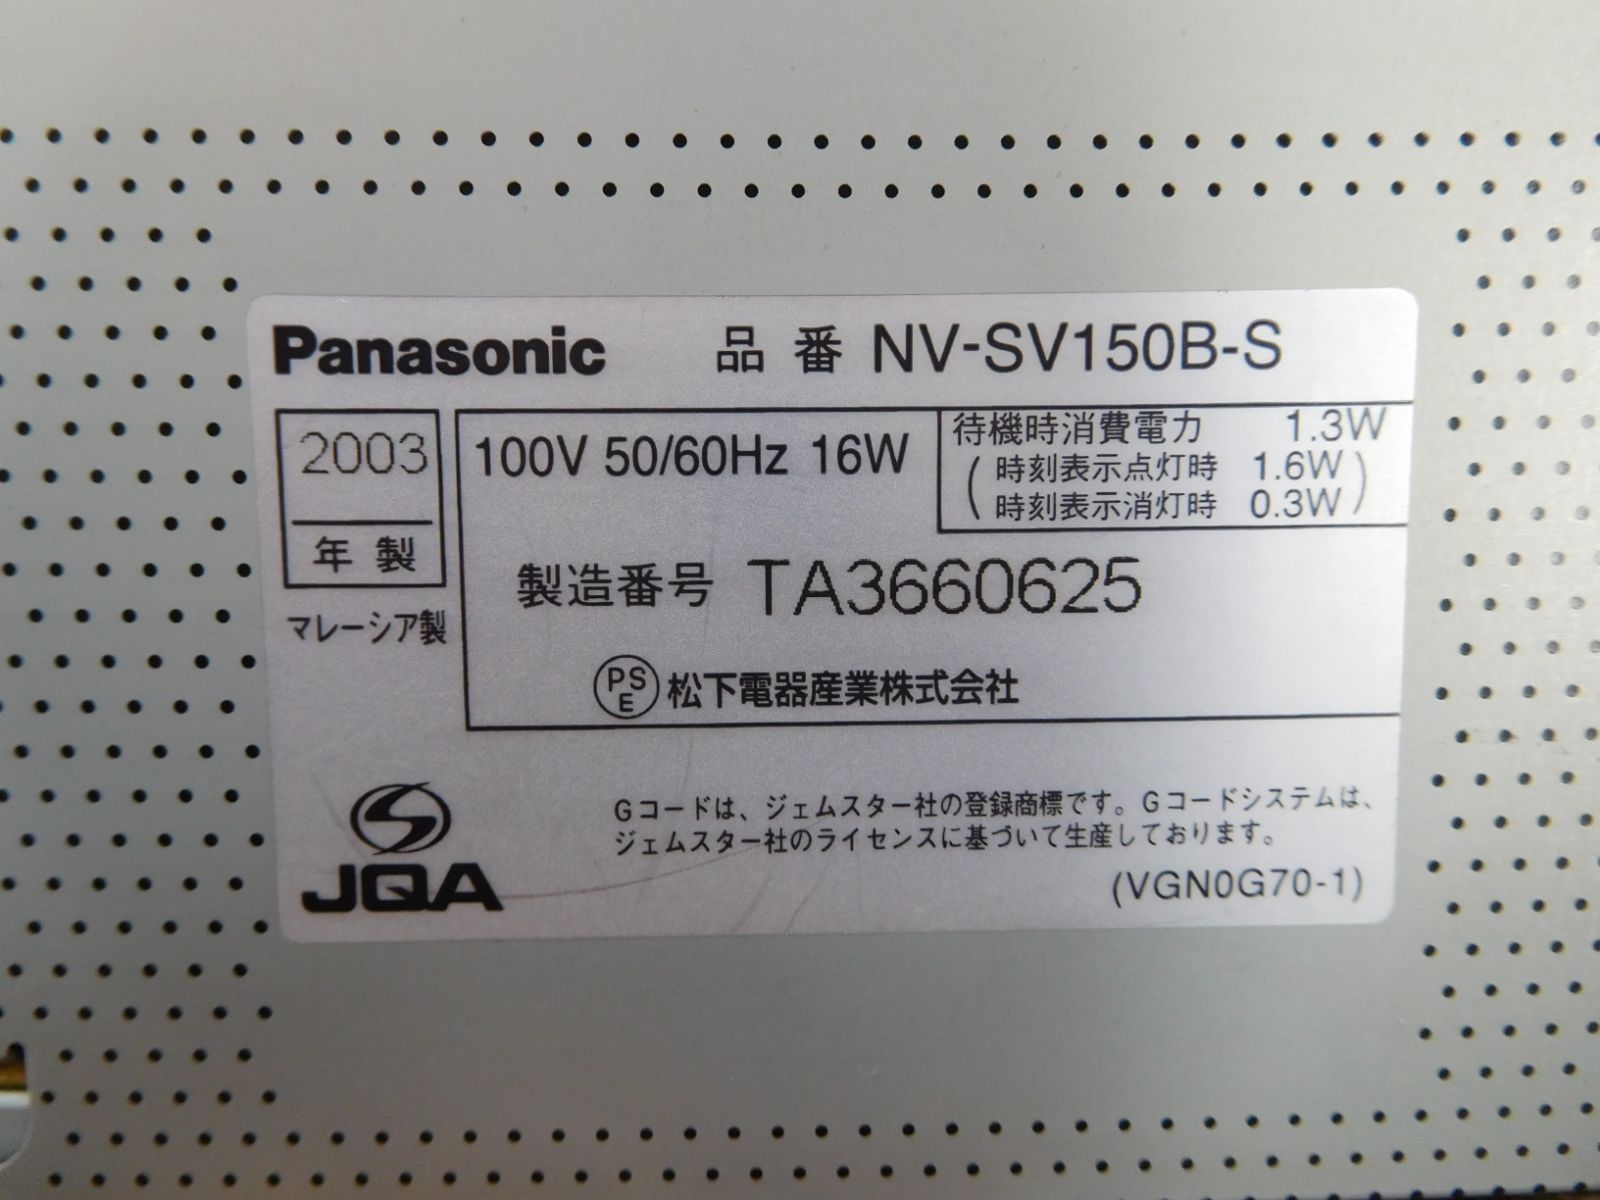 Panasonic 品番 NV-SV150B-S
2003
年製
マレーシア製
100V 50/60Hz 16W
待機時消費電力 1.3W
(時刻表示点灯時 1.6W
時刻表示消灯時 0.3W)
製造番号 TA3660625
PSE 松下電器産業株式会社
JQA
Gコードは、ジェムスター社の登録商標です。Gコードシステムは、
ジェムスター社のライセンスに基づいて生産しております。
(VGN0G70-1)